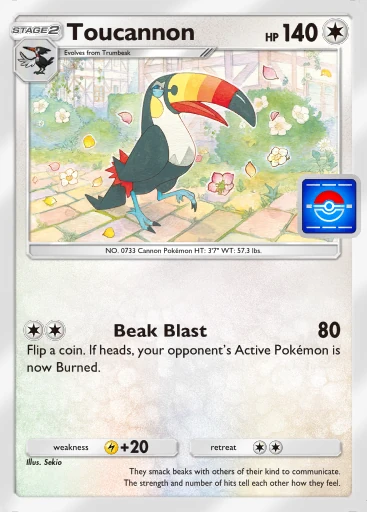 STAGE2 Toucannon HP 140
Evolves from Trumbeak
NO. 0733 Cannon Pokémon HT: 3'7" WT: 57.3 lbs.
Beak Blast 80
Flip a coin. If heads, your opponent's Active Pokémon is
now Burned.
weakness +20 retreat
Illus. Sekio
They smack beaks with others of their kind to communicate.
The strength and number of hits tell each other how they feel.